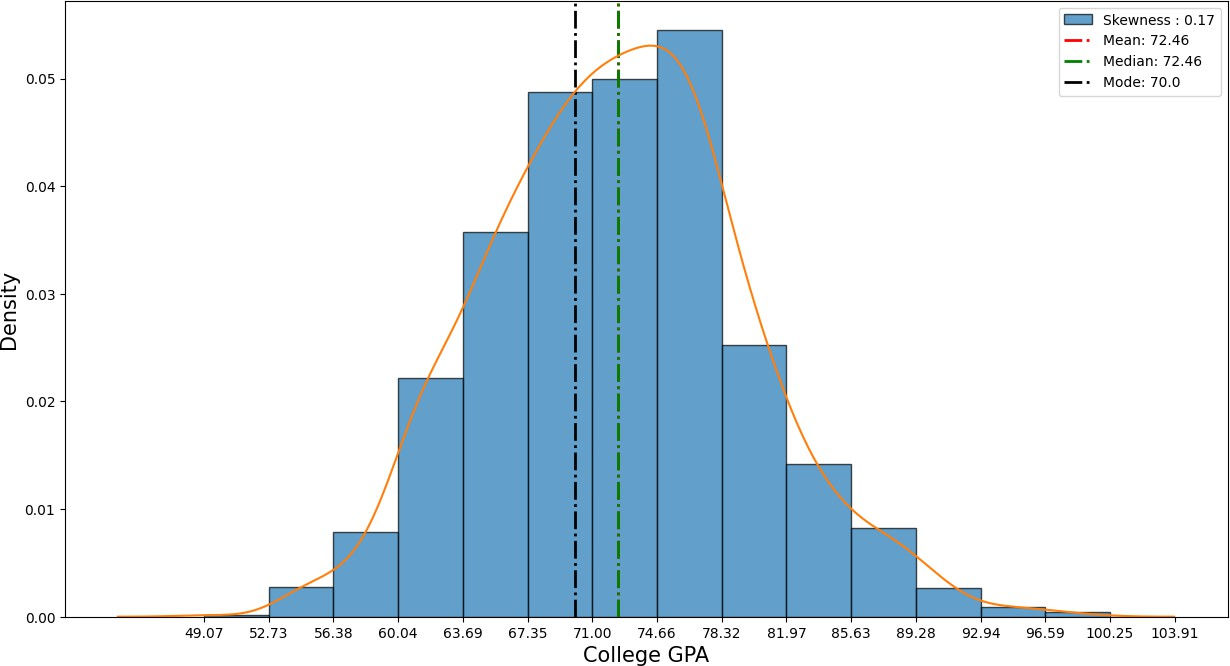 Skewness : 0.17
Mean: 72.46
Median: 72.46
Mode: 70.0
Density
0.05
0.04
0.03
0.02
0.01
0.00
49.07 52.73 56.38 60.04 63.69 67.35 71.00 74.66 78.32 81.97 85.63 89.28 92.94 96.59 100.25 103.91
College GPA